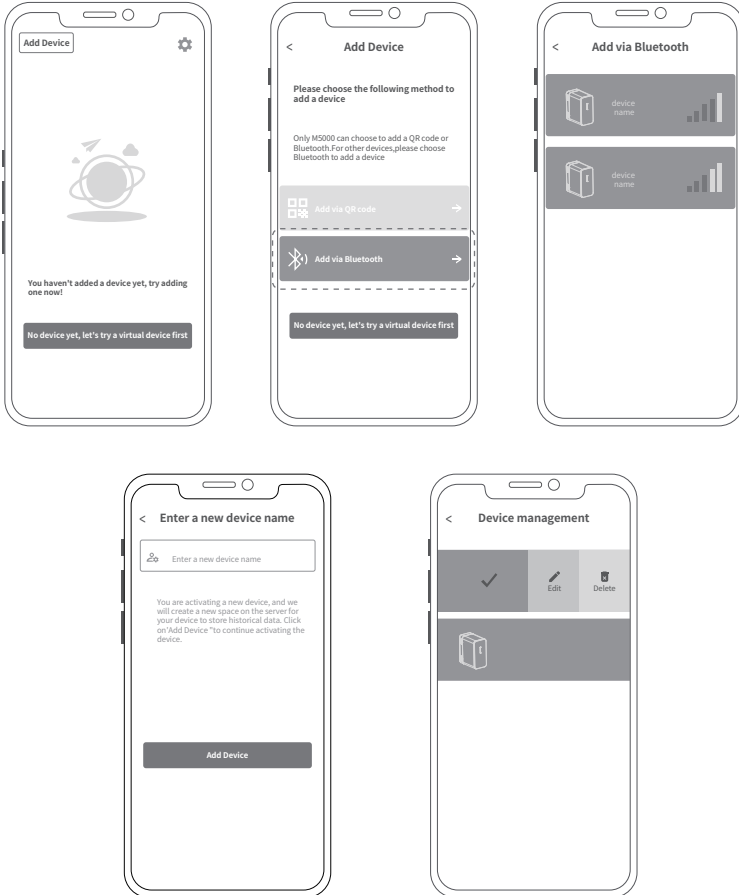 Add Device
You haven't added a device yet, try adding
one now!
No device yet, let's try a virtual device first
<
Add Device
Please choose the following method to
add a device
Only M5000 can choose to add a QR code or
Bluetooth.For other devices,please choose
Bluetooth to add a device
Add via QR code
Add via Bluetooth
No device yet, let's try a virtual device first
<
Add via Bluetooth
device
name
device
name
<
Enter a new device name
Enter a new device name
You are activating a new device, and we
will create a new space on the server for
your device to store historical data. Click
on'Add Device "to continue activating the
device.
Add Device
<
Device management
Edit
Delete